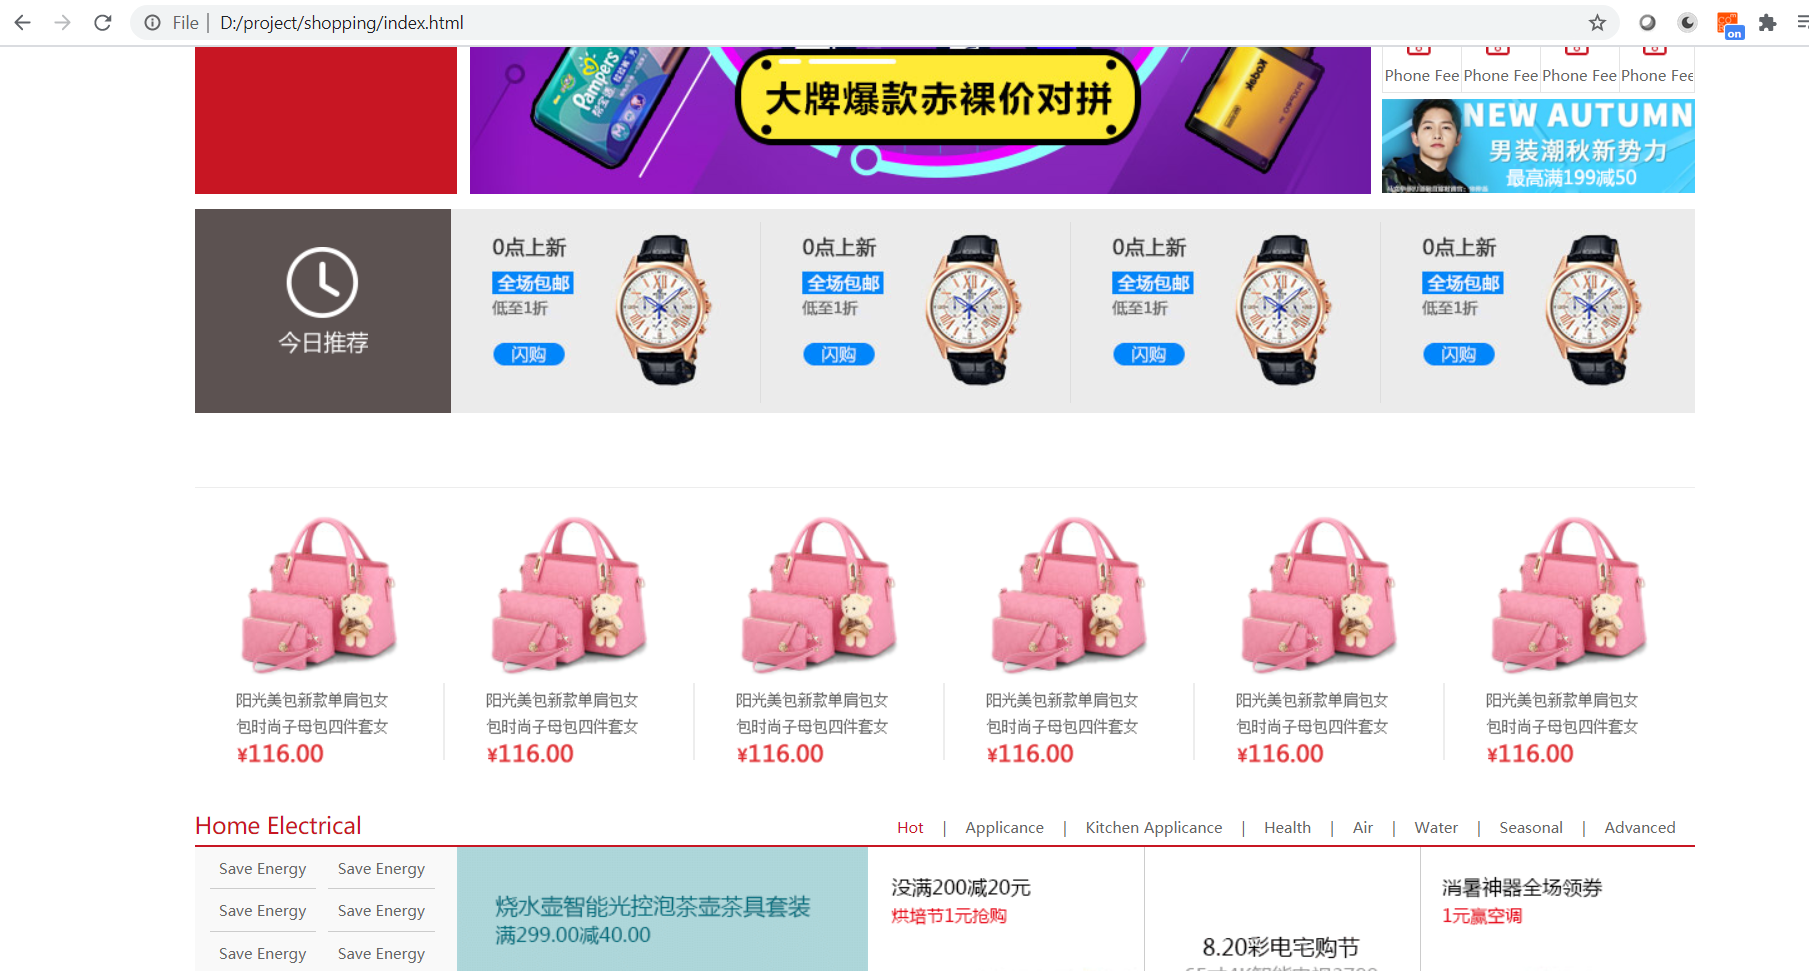 File | D:/project/shopping/index.html
on
Pampers
Kodak
大牌爆款赤裸价对拼
Phone Fee Phone Fee Phone Fee Phone Fee
NEW AUTUMN
男装潮秋新势力
最高满199减50
今日推荐
0点上新
全场包邮
低至1折
闪购
0点上新
全场包邮
低至1折
闪购
0点上新
全场包邮
低至1折
闪购
0点上新
全场包邮
低至1折
闪购
阳光美包新款单肩包女
包时尚子母包四件套女
¥116.00
阳光美包新款单肩包女
包时尚子母包四件套女
¥116.00
阳光美包新款单肩包女
包时尚子母包四件套女
¥116.00
阳光美包新款单肩包女
包时尚子母包四件套女
¥116.00
阳光美包新款单肩包女
包时尚子母包四件套女
¥116.00
阳光美包新款单肩包女
包时尚子母包四件套女
¥116.00
Home Electrical
Hot | Applicance | Kitchen Applicance | Health | Air | Water | Seasonal | Advanced
Save Energy Save Energy
Save Energy Save Energy
Save Energy Save Energy
烧水壶智能光控泡茶壶茶具套装
满299.00减40.00
没满200减20元
烘培节1元抢购
8.20彩电宅购节
消暑神器全场领券
1元赢空调